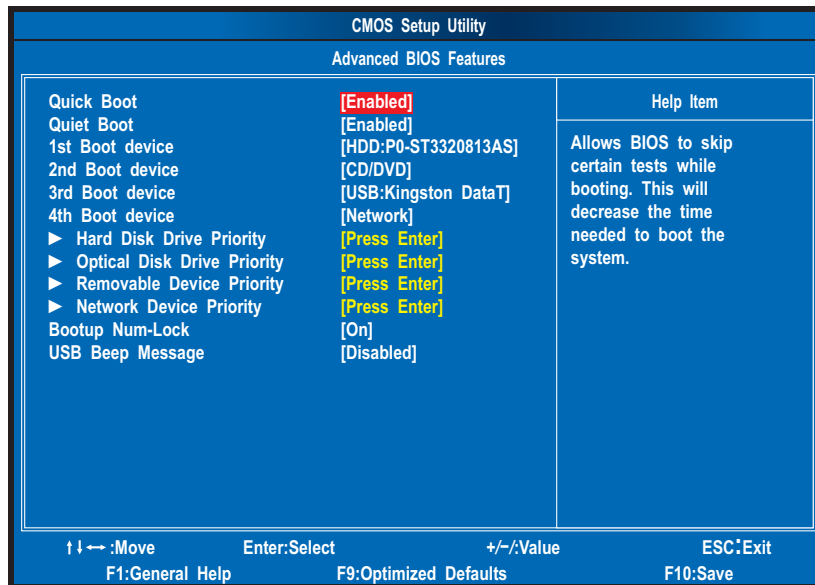 CMOS Setup Utility
Advanced BIOS Features
Quick Boot [Enabled]
Quiet Boot [Enabled]
1st Boot device [HDD:P0-ST3320813AS]
2nd Boot device [CD/DVD]
3rd Boot device [USB:Kingston DataT]
4th Boot device [Network]
► Hard Disk Drive Priority [Press Enter]
► Optical Disk Drive Priority [Press Enter]
► Removable Device Priority [Press Enter]
► Network Device Priority [Press Enter]
Bootup Num-Lock [On]
USB Beep Message [Disabled]
Help Item
Allows BIOS to skip
certain tests while
booting. This will
decrease the time
needed to boot the
system.
↑↓↔ :Move Enter:Select +/−/:Value ESC:Exit
F1:General Help F9:Optimized Defaults F10:Save